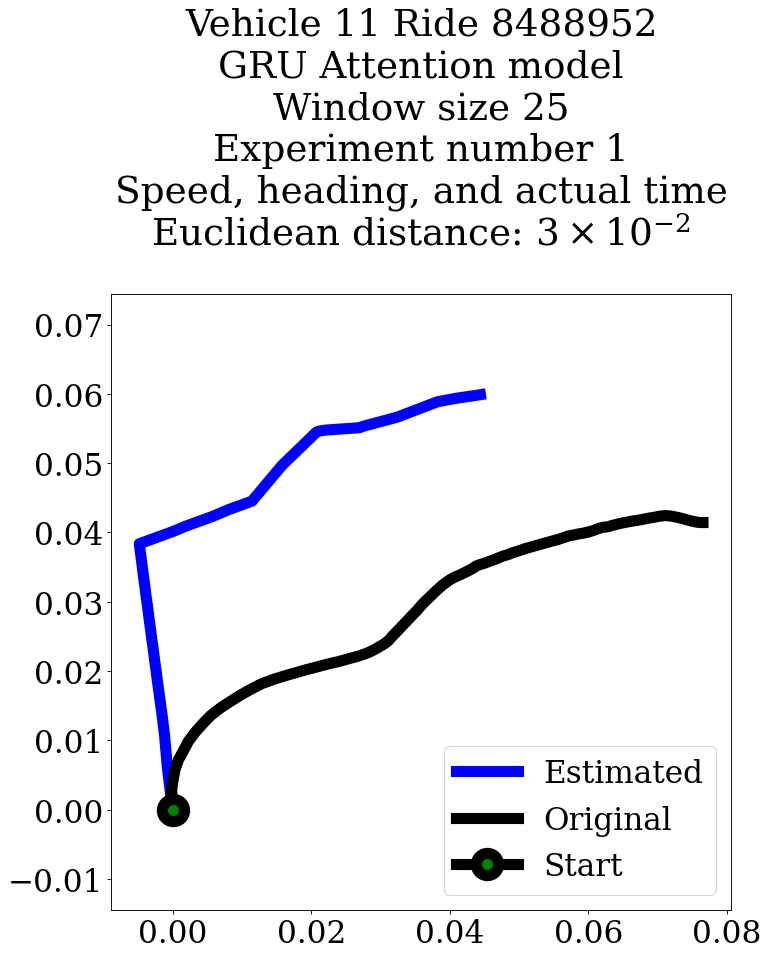 Vehicle 11 Ride 8488952
GRU Attention model
Window size 25
Experiment number 1
Speed, heading, and actual time
Euclidean distance: 3 × 10⁻²
0.07
0.06
0.05
0.04
0.03
0.02
0.01
0.00
−0.01
Estimated
Original
Start
0.00 0.02 0.04 0.06 0.08